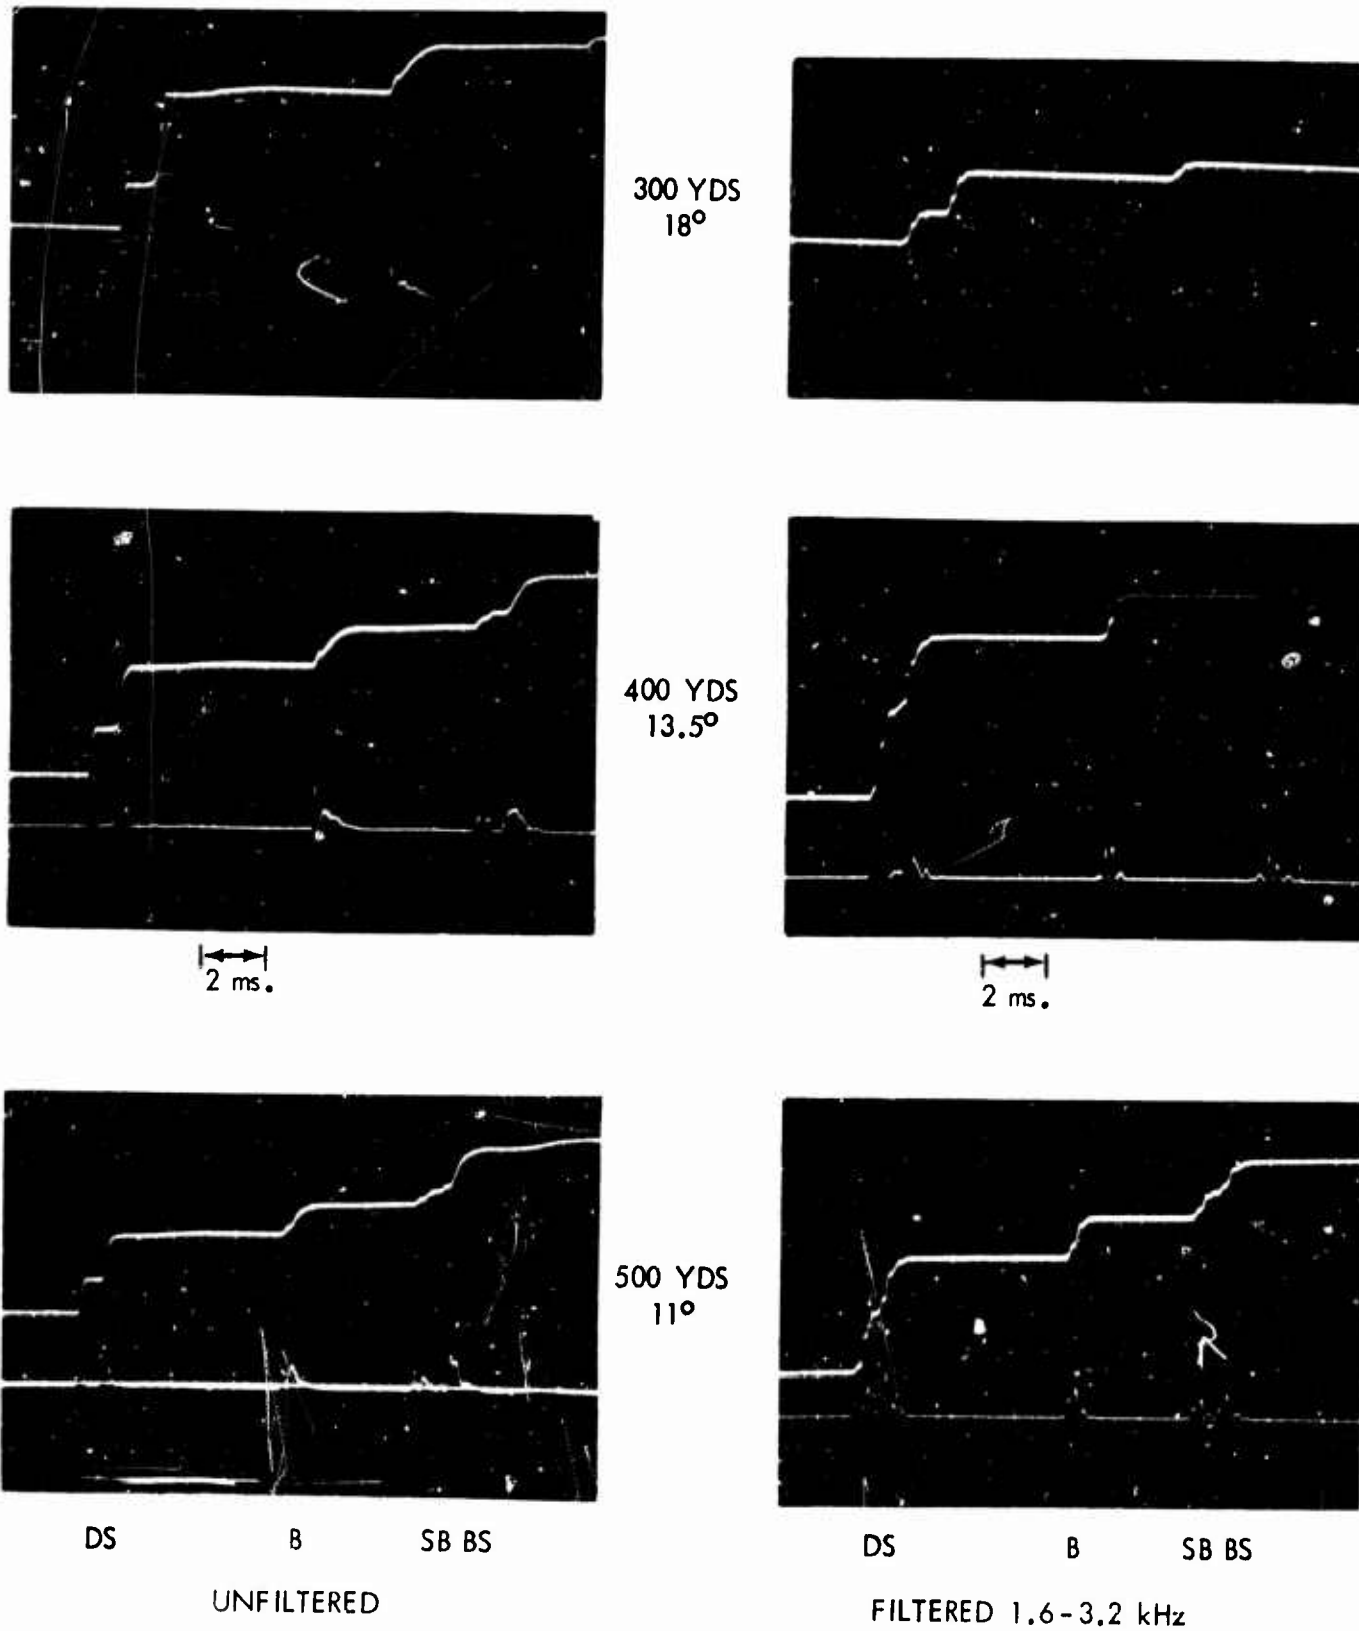 300 YDS
18°
400 YDS
13.5°
2 ms.
2 ms.
500 YDS
11°
DS B SB BS
DS B SB BS
UNFILTERED
FILTERED 1.6-3.2 kHz